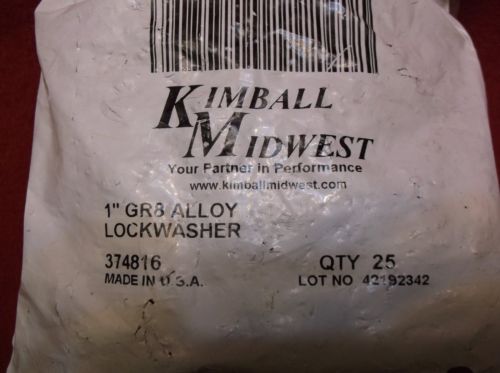 KIMBALL
MIDWEST
Your Partner in Performance
www.kimballmidwest.com
1" GR8 ALLOY
LOCKWASHER
374816 QTY 25
MADE IN U.S.A. LOT NO 42192342